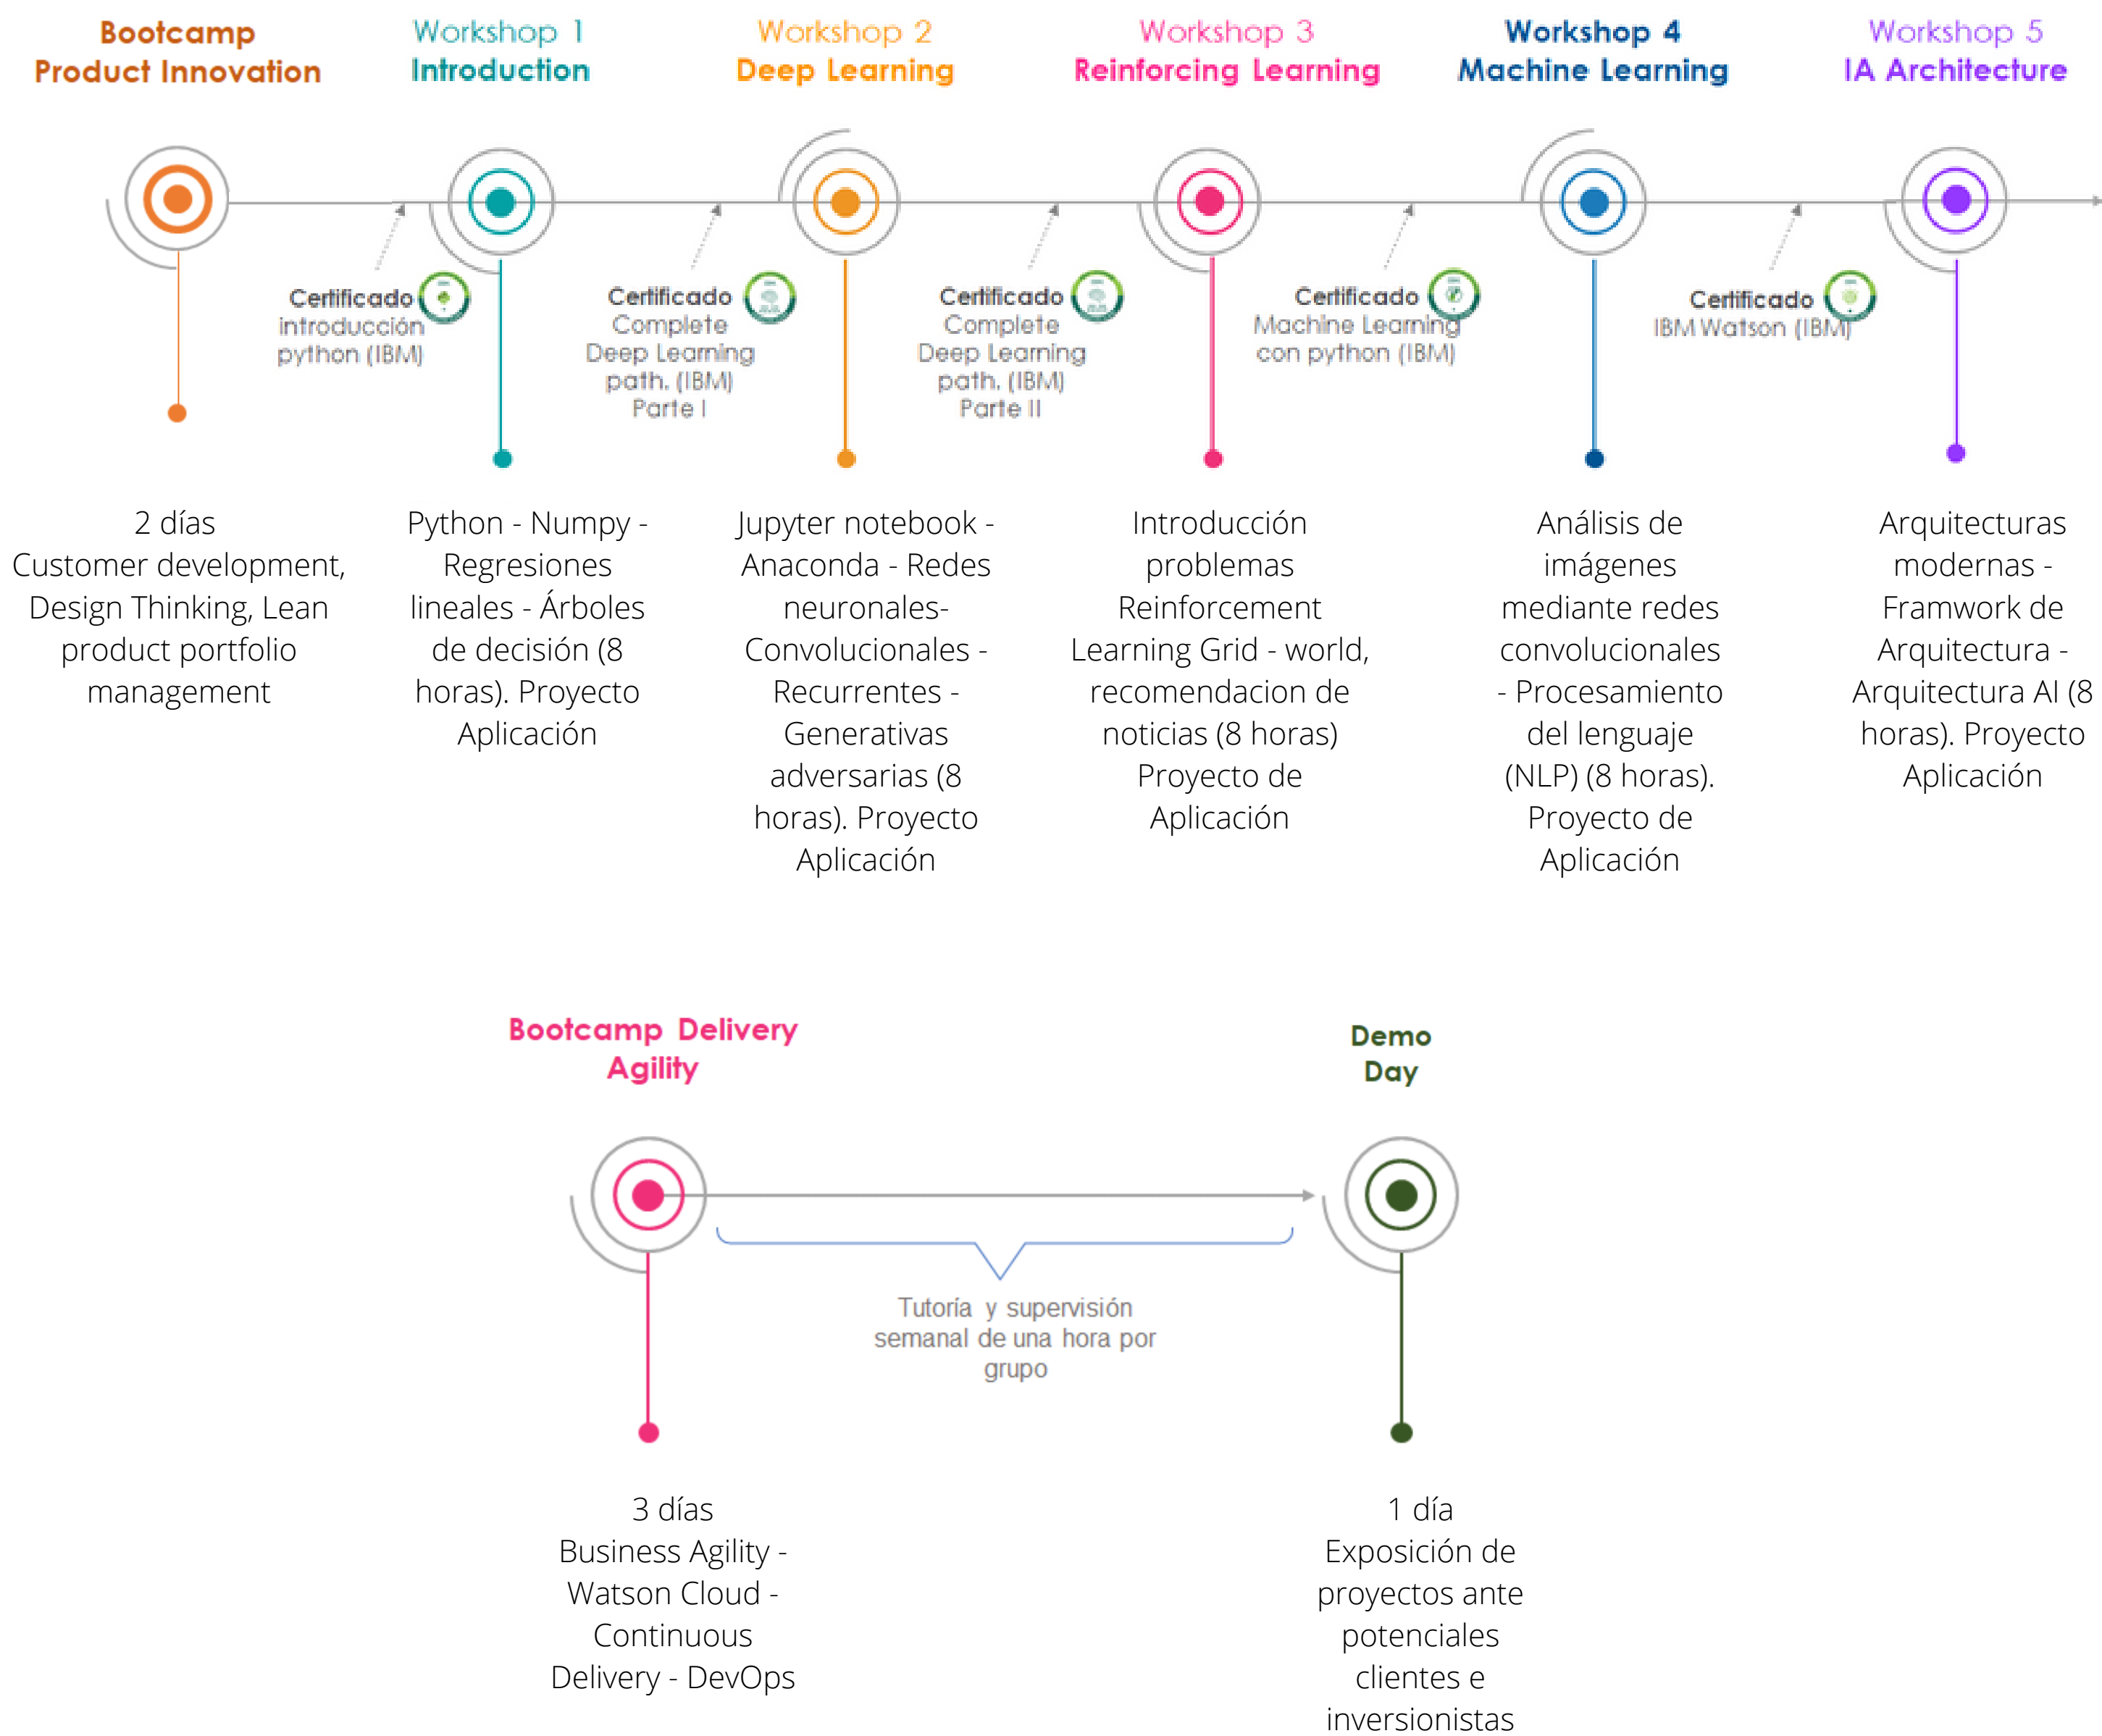 Bootcamp
Product Innovation
Workshop 1
Introduction
Workshop 2
Deep Learning
Workshop 3
Reinforcing Learning
Workshop 4
Machine Learning
Workshop 5
IA Architecture
Certificado
introducción
python (IBM)
Certificado
Complete
Deep Learning
path. (IBM)
Parte I
Certificado
Complete
Deep Learning
path. (IBM)
Parte II
Certificado
Machine Learning
con python (IBM)
Certificado
IBM Watson (IBM)
2 días
Customer development,
Design Thinking, Lean
product portfolio
management
Python - Numpy -
Regresiones
lineales - Árboles
de decisión (8
horas). Proyecto
Aplicación
Jupyter notebook -
Anaconda - Redes
neuronales-
Convolucionales -
Recurrentes -
Generativas
adversarias (8
horas). Proyecto
Aplicación
Introducción
problemas
Reinforcement
Learning Grid - world,
recomendacion de
noticias (8 horas)
Proyecto de
Aplicación
Análisis de
imágenes
mediante redes
convolucionales
- Procesamiento
del lenguaje
(NLP) (8 horas).
Proyecto de
Aplicación
Arquitecturas
modernas -
Framwork de
Arquitectura -
Arquitectura AI (8
horas). Proyecto
Aplicación
Bootcamp Delivery
Agility
Demo
Day
Tutoría y supervisión
semanal de una hora por
grupo
3 días
Business Agility -
Watson Cloud -
Continuous
Delivery - DevOps
1 día
Exposición de
proyectos ante
potenciales
clientes e
inversionistas